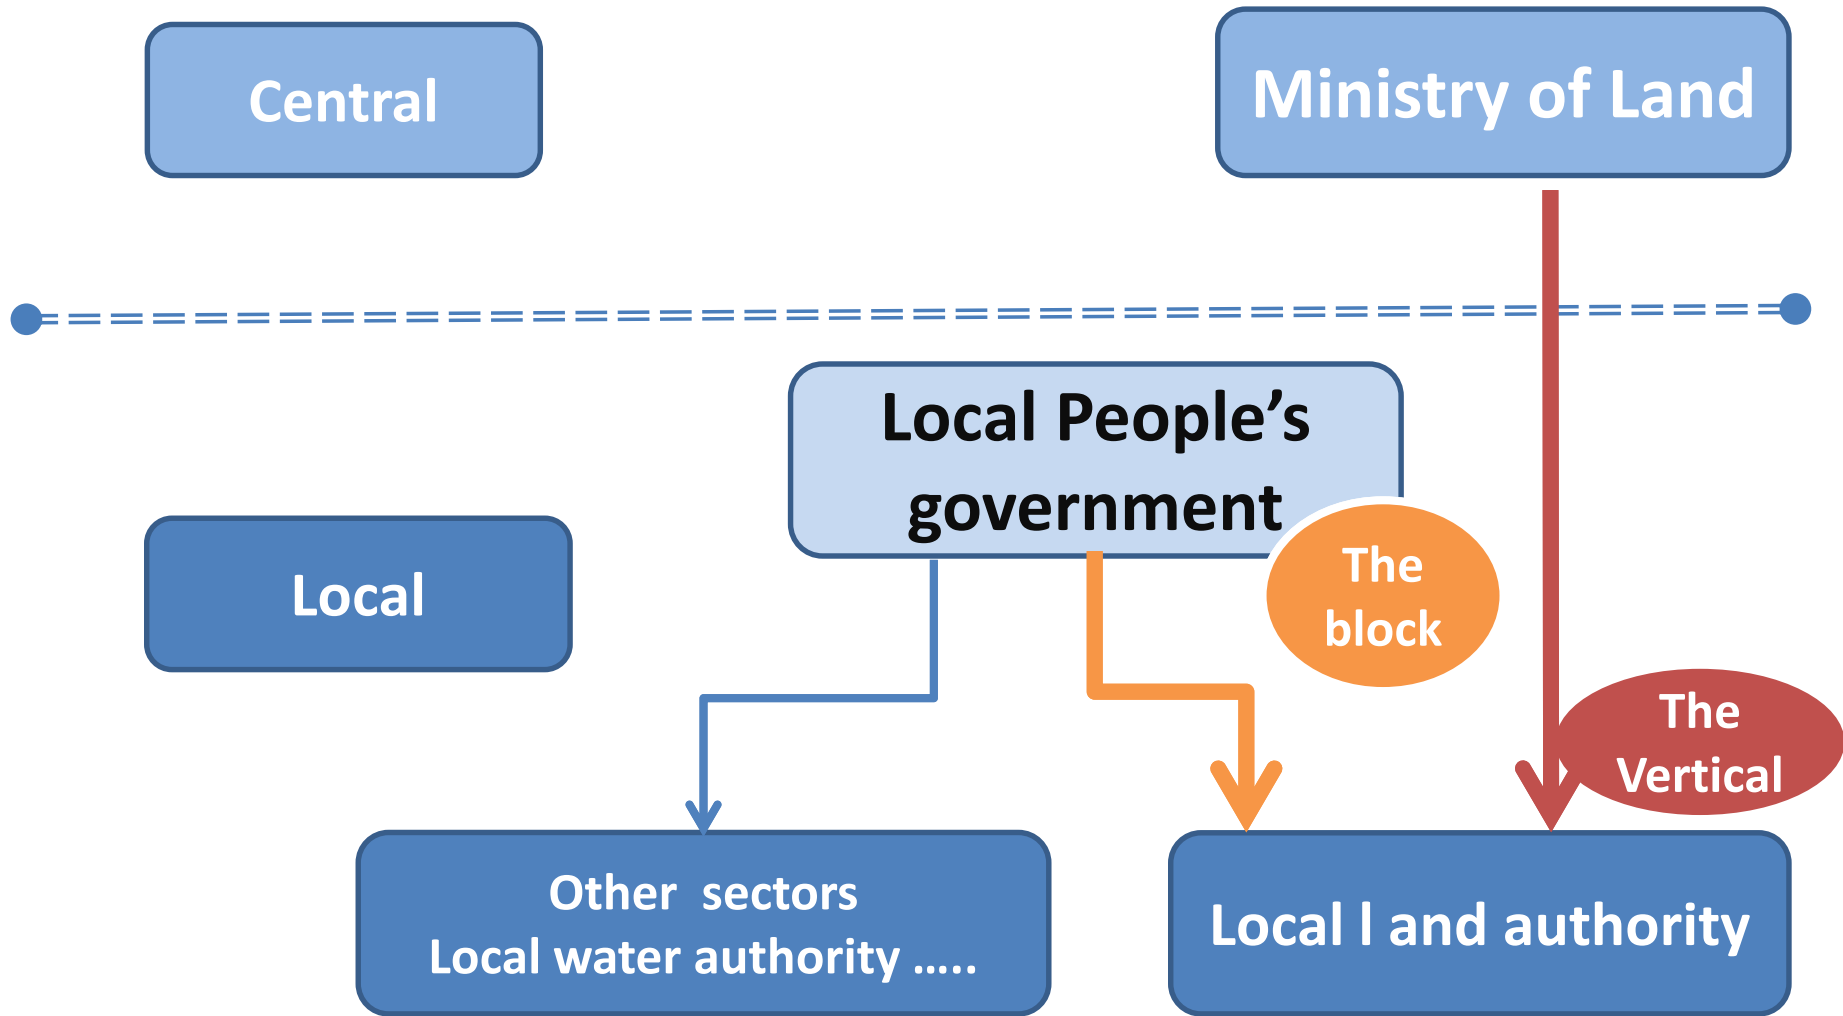 Central
Ministry of Land
Local People’s
government
The
block
Local
The
Vertical
Other  sectors
Local water authority …..
Local l and authority